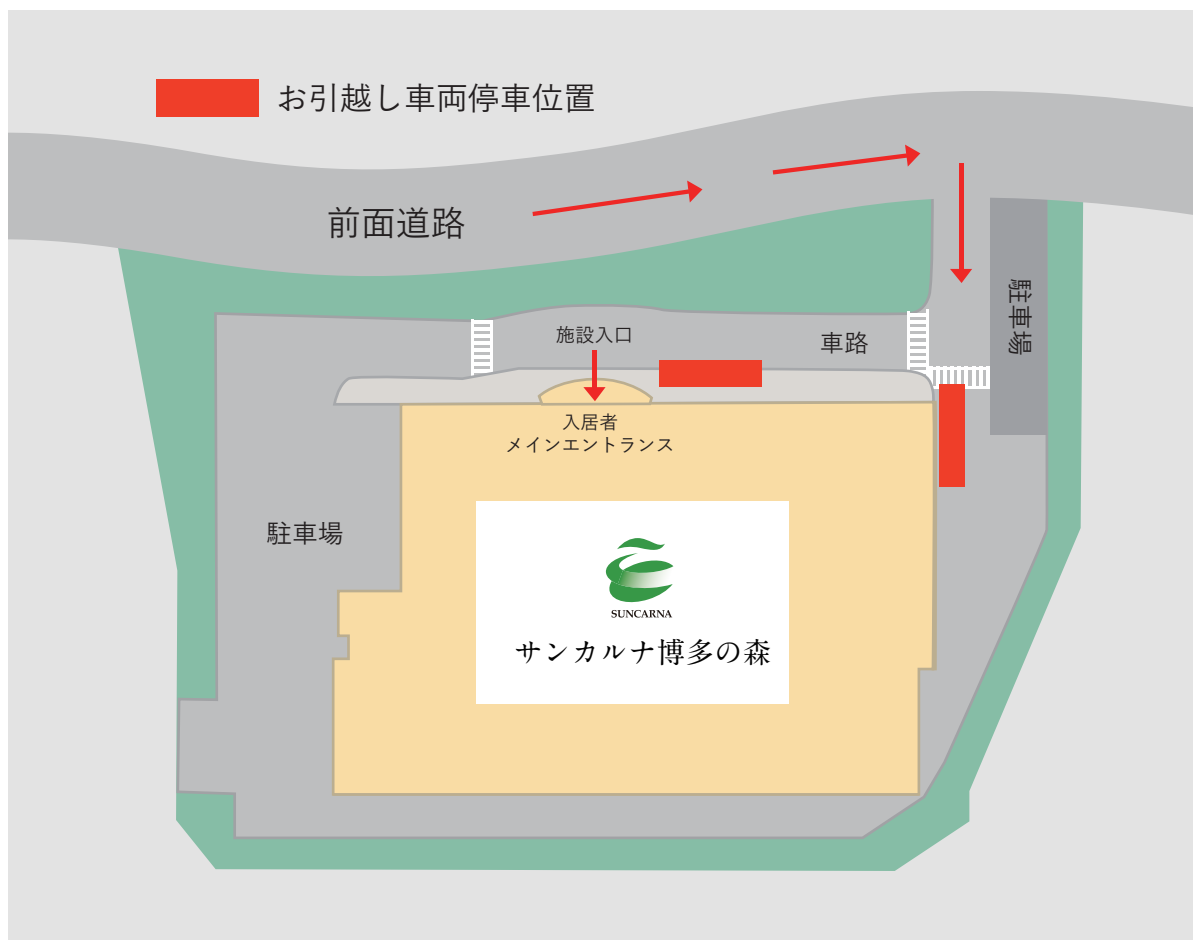 お引越し車両停車位置
前面道路
駐車場
施設入口
車路
入居者
メインエントランス
駐車場
SUNCARNA
サンカルナ博多の森